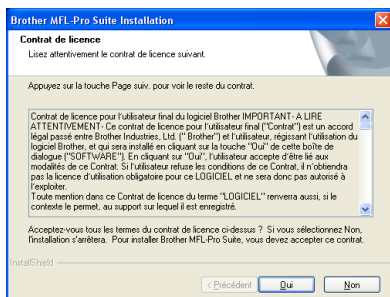 Brother MFL-Pro Suite Installation
Contrat de licence
Lisez attentivement le contrat de licence suivant.
Appuyez sur la touche Page suiv. pour voir le reste du contrat.
Contrat de licence pour l'utilisateur final du logiciel Brother IMPORTANT- A LIRE
ATTENTIVEMENT- Ce contrat de licence pour l'utilisateur final ("Contrat") est un accord
légal passé entre Brother Industries, Ltd. (" Brother") et l'utilisateur, régissant l'utilisation du
logiciel Brother, et qui sera installé en cliquant sur la touche "Oui" de cette boîte de
dialogue ("SOFTWARE"). En cliquant sur "Oui", l'utilisateur accepte d'être lié aux
modalités de ce Contrat. Si l'utilisateur refuse les conditions de ce Contrat, il n'obtiendra
pas la licence d'utilisation obligatoire pour ce LOGICIEL et ne sera donc pas autorisé à
l'exploiter.
Toute mention dans ce Contrat de licence du terme "LOGICIEL" renverra aussi, si le
contexte le permet, au support sur lequel il est enregistré.
Acceptez-vous tous les termes du contrat de licence ci-dessus ? Si vous sélectionnez Non,
l'installation s'arrêtera. Pour installer Brother MFL-Pro Suite, vous devez accepter ce contrat.
InstallShield
< Précédent
Oui
Non